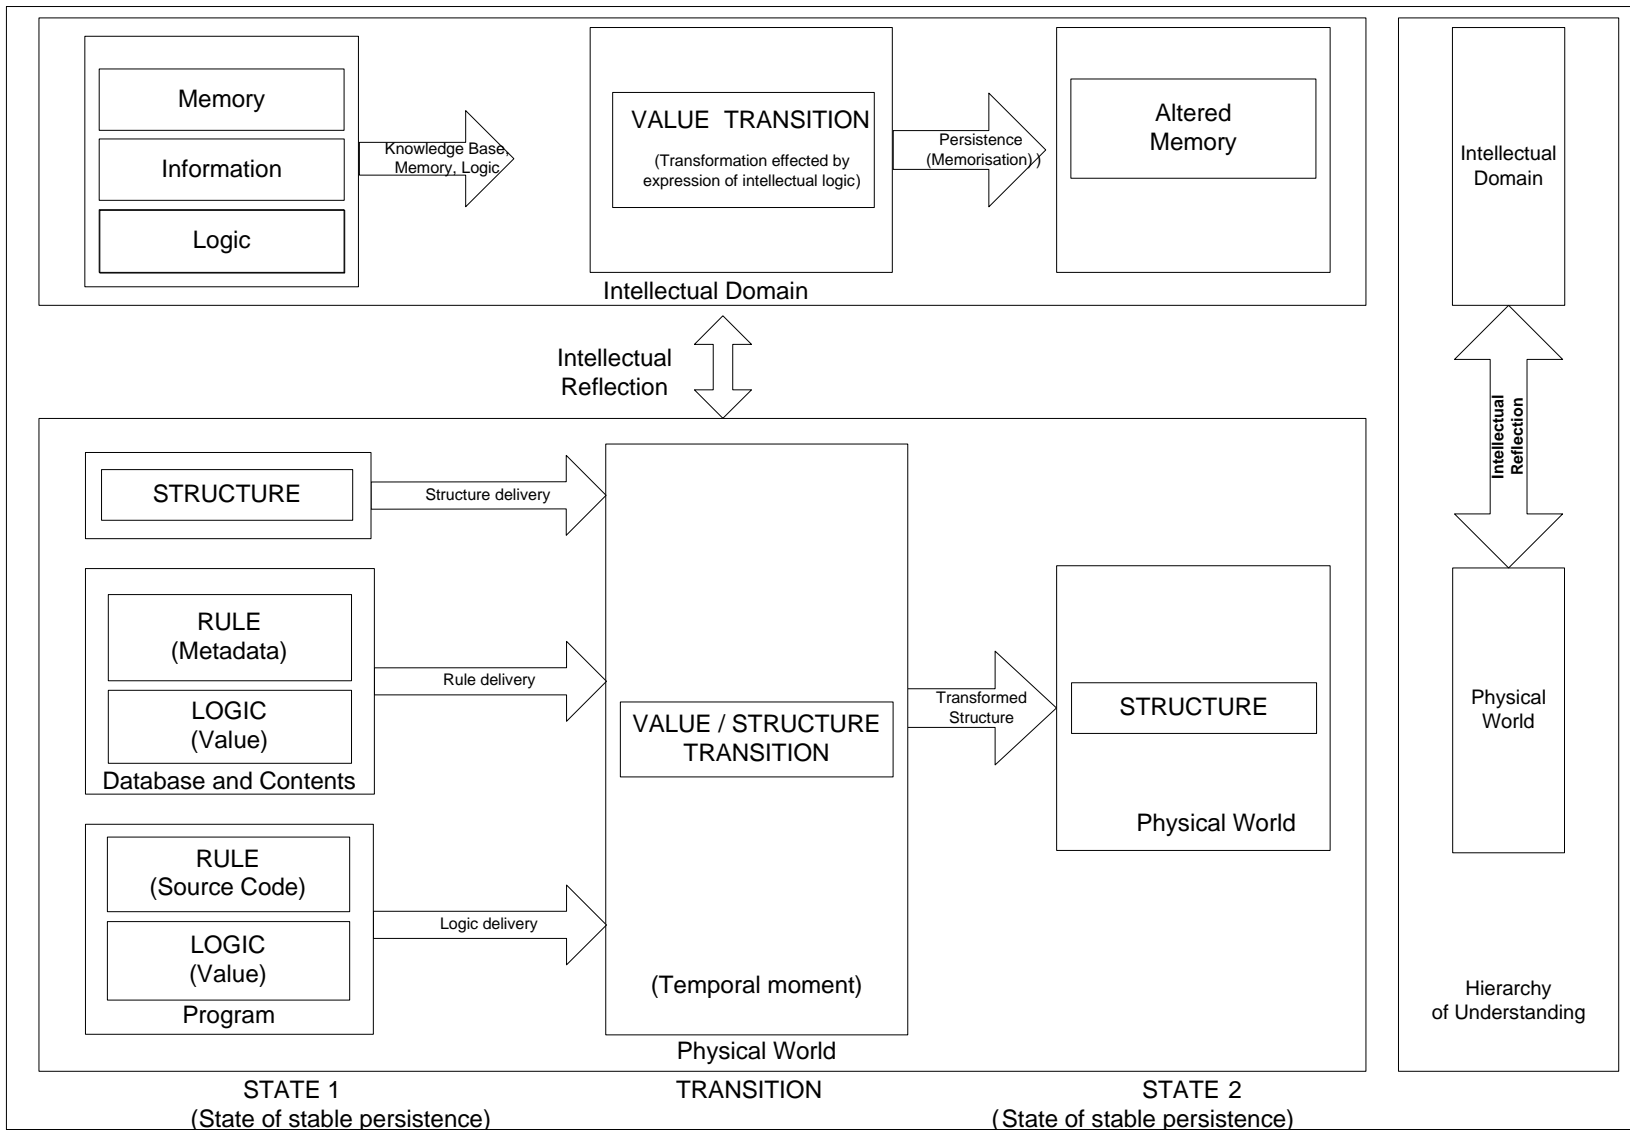 Memory
Information
Logic
Knowledge Base,
Memory, Logic
VALUE TRANSITION
(Transformation effected by
expression of intellectual logic)
Persistence
(Memorisation) )
Altered
Memory
Intellectual Domain
Intellectual
Domain
Intellectual
Reflection
Intellectual
Reflection
STRUCTURE
Structure delivery
RULE
(Metadata)
LOGIC
(Value)
Database and Contents
Rule delivery
RULE
(Source Code)
LOGIC
(Value)
Program
Logic delivery
VALUE / STRUCTURE
TRANSITION
(Temporal moment)
Physical World
Transformed
Structure
STRUCTURE
Physical World
Physical
World
Hierarchy
of Understanding
STATE 1
(State of stable persistence)
TRANSITION
STATE 2
(State of stable persistence)